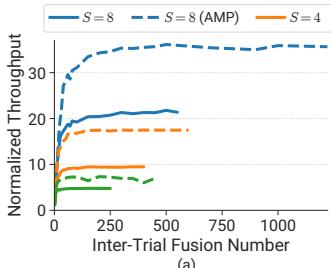 S = 8 S = 8 (AMP) S = 4
Normalized Throughput
30
20
10
0
0 250 500 750 1000
Inter-Trial Fusion Number
(a)